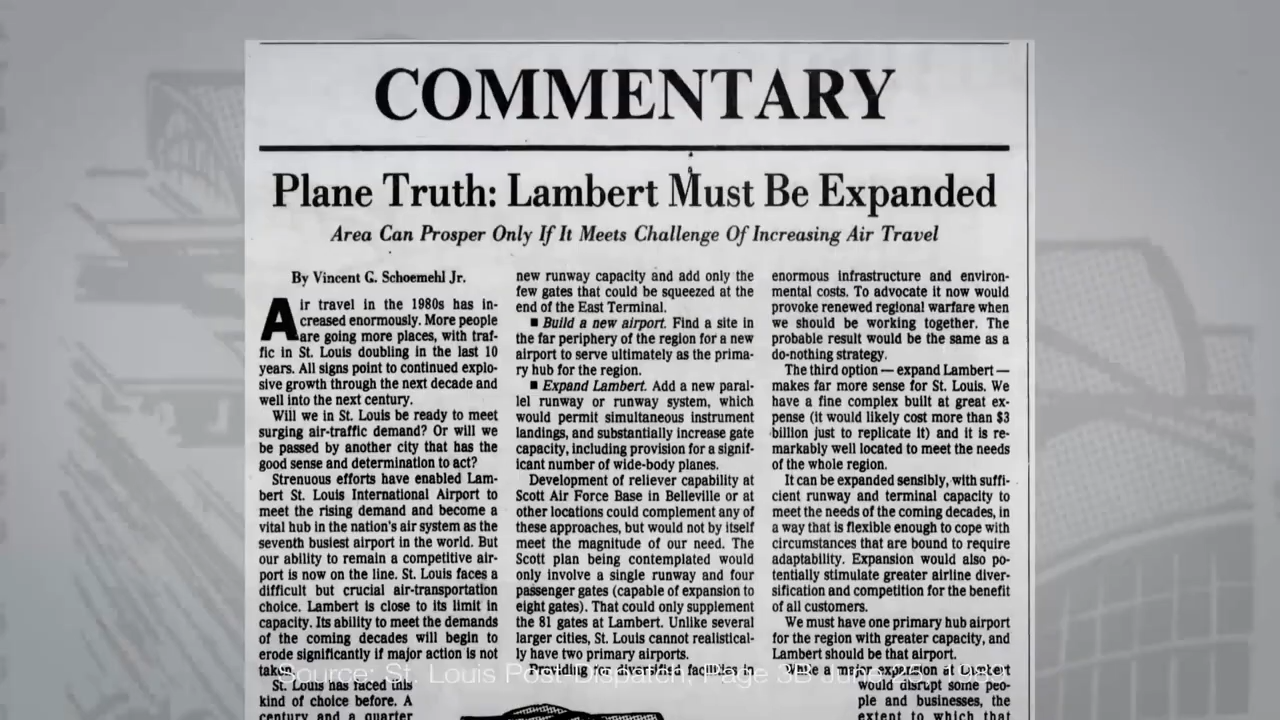 COMMENTARY
Plane Truth: Lambert Must Be Expanded
Area Can Prosper Only If It Meets Challenge Of Increasing Air Travel
By Vincent G. Schoemehl Jr.
Air travel in the 1980s has in-
creased enormously. More people
are going more places, with traf-
fic in St. Louis doubling in the last 10
years. All signs point to continued explo-
sive growth through the next decade and
well into the next century.
Will we in St. Louis be ready to meet
surging air-traffic demand? Or will we
be passed by another city that has the
good sense and determination to act?
Strenuous efforts have enabled Lam-
bert St. Louis International Airport to
meet the rising demand and become a
vital hub in the nation's air system as the
seventh busiest airport in the world. But
our ability to remain a competitive air-
port is now on the line. St. Louis faces a
difficult but crucial air-transportation
choice. Lambert is close to its limit in
capacity. Its ability to meet the demands
of the coming decades will begin to
erode significantly if major action is not
taken.
St. Louis has faced this
kind of choice before. A
century and a quarter
new runway capacity and add only the
few gates that could be squeezed at the
end of the East Terminal.
■ Build a new airport. Find a site in
the far periphery of the region for a new
airport to serve ultimately as the prima-
ry hub for the region.
■ Expand Lambert. Add a new paral-
lel runway or runway system, which
would permit simultaneous instrument
landings, and substantially increase gate
capacity, including provision for a signif-
icant number of wide-body planes.
Development of reliever capability at
Scott Air Force Base in Belleville or at
other locations could complement any of
these approaches, but would not by itself
meet the magnitude of our need. The
Scott plan being contemplated would
only involve a single runway and four
passenger gates (capable of expansion to
eight gates). That could only supplement
the 81 gates at Lambert. Unlike several
larger cities, St. Louis cannot realistical-
ly have two primary airports.
Providing for diversified facilities in
enormous infrastructure and environ-
mental costs. To advocate it now would
provoke renewed regional warfare when
we should be working together. The
probable result would be the same as a
do-nothing strategy.
The third option — expand Lambert —
makes far more sense for St. Louis. We
have a fine complex built at great ex-
pense (it would likely cost more than $3
billion just to replicate it) and it is re-
markably well located to meet the needs
of the whole region.
It can be expanded sensibly, with suffi-
cient runway and terminal capacity to
meet the needs of the coming decades, in
a way that is flexible enough to cope with
circumstances that are bound to require
adaptability. Expansion would also po-
tentially stimulate greater airline diver-
sification and competition for the benefit
of all customers.
We must have one primary hub airport
for the region with greater capacity, and
Lambert should be that airport.
While a major expansion at Lambert
would disrupt some peo-
ple and businesses, the
extent to which that
Source: St. Louis Post-Dispatch, Page 3B June 25, 1989